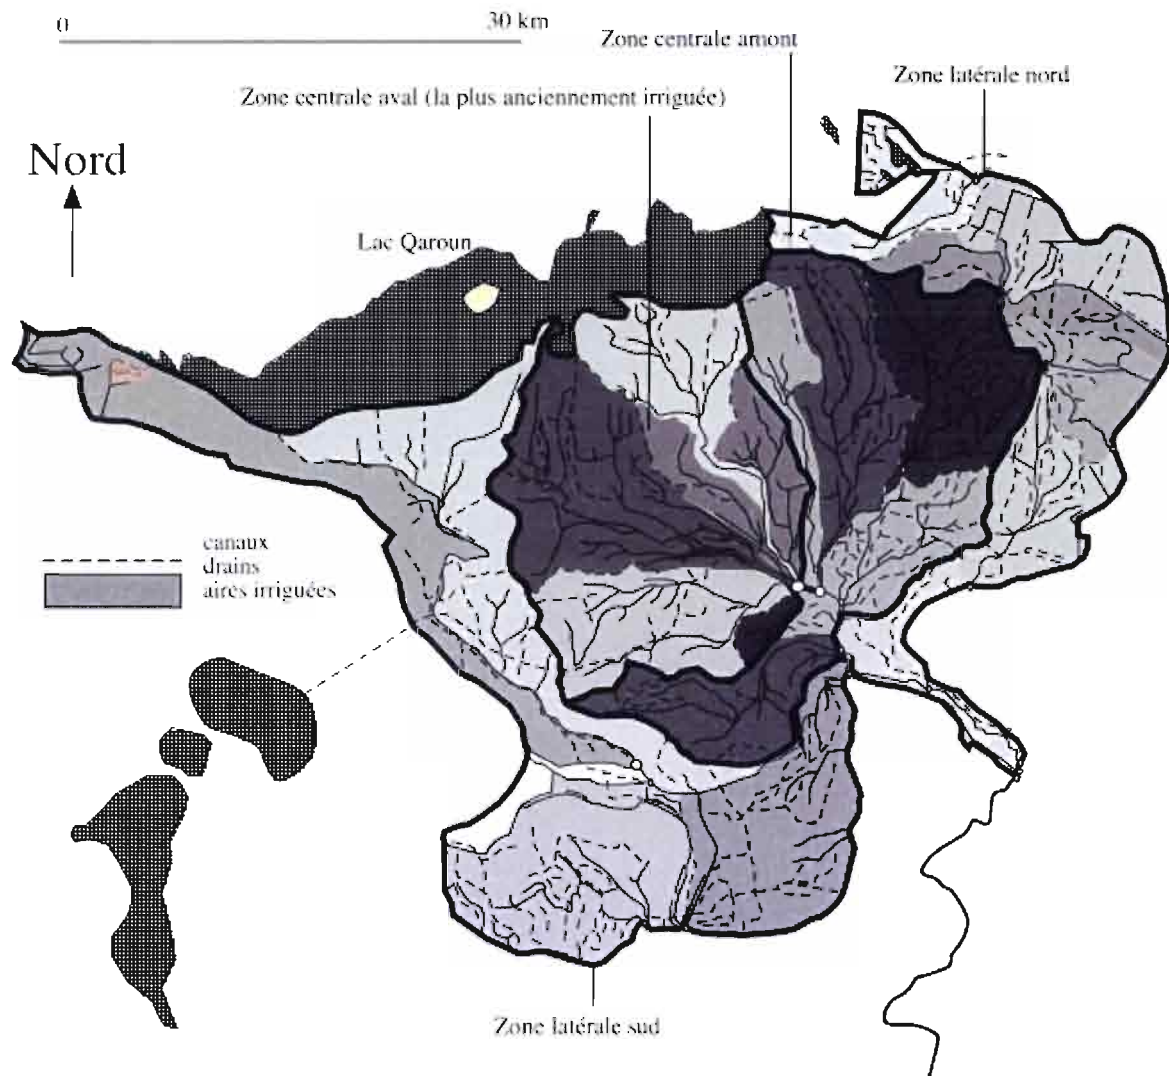 0 30 km
Zone centrale amont
Zone latérale nord
Zone centrale aval (la plus anciennement irriguée)
Nord
Lac Qaroun
canaux
drains
aires irriguées
Zone latérale sud